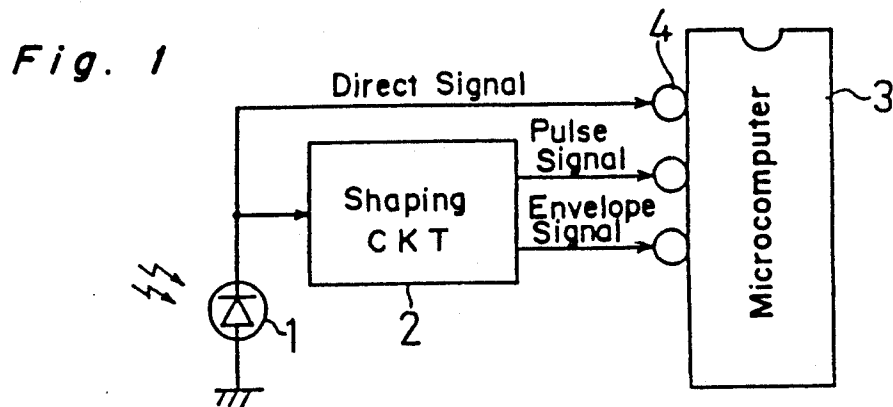 Fig. 1
Direct Signal
4
3
Pulse
Signal
Shaping
CKT
Envelope
Signal
Microcomputer
1
2